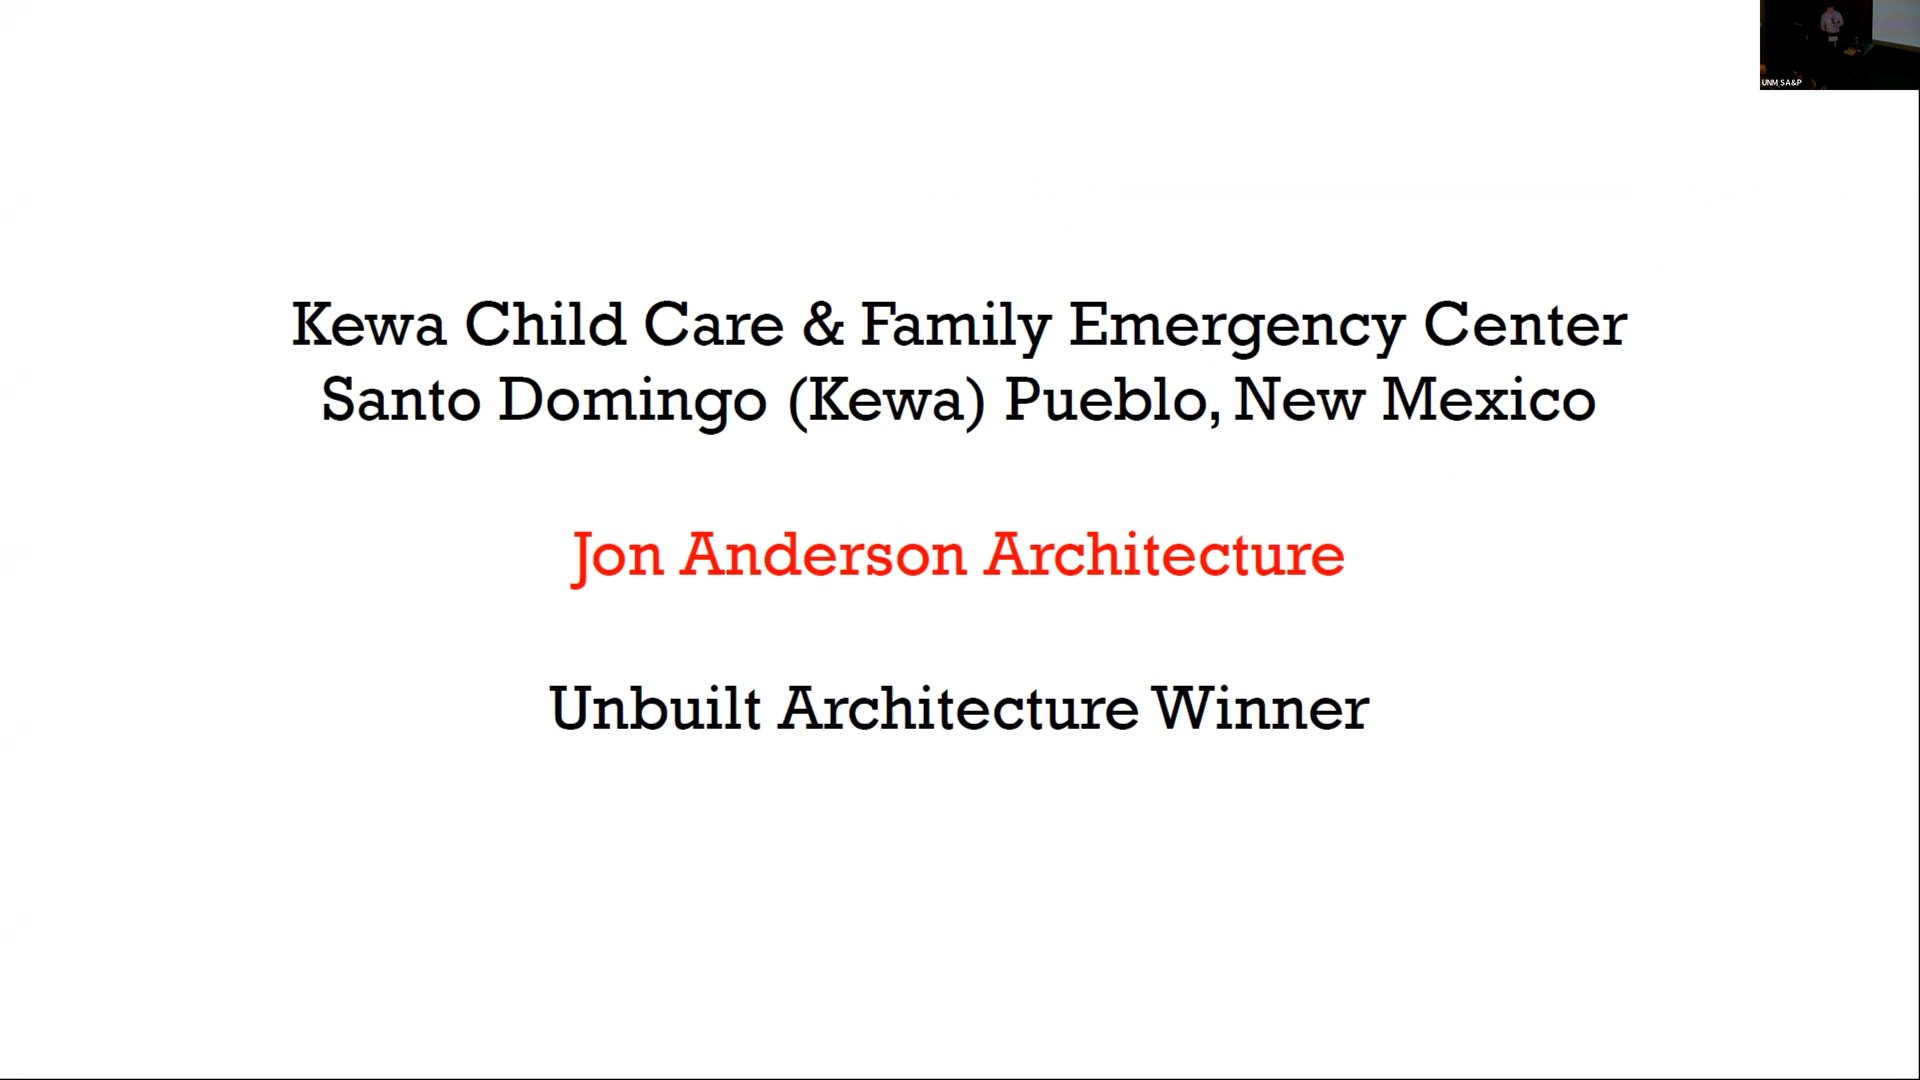 UNM SA&P
Kewa Child Care & Family Emergency Center
Santo Domingo (Kewa) Pueblo, New Mexico
Jon Anderson Architecture
Unbuilt Architecture Winner